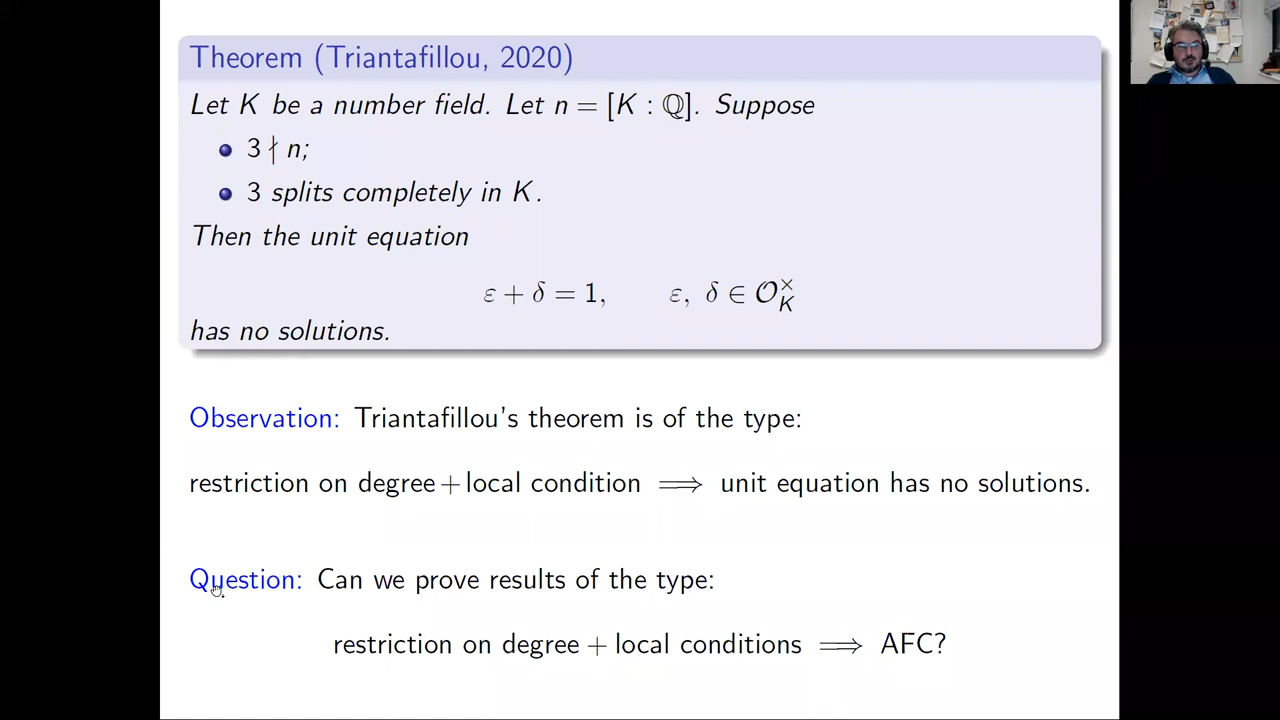 Theorem (Triantafillou, 2020)
Let K be a number field. Let n = [K : ℚ]. Suppose
• 3 ∤ n;
• 3 splits completely in K.
Then the unit equation
ε + δ = 1, ε, δ ∈ 𝒪_K^×
has no solutions.
Observation: Triantafillou's theorem is of the type:
restriction on degree + local condition ⟹ unit equation has no solutions.
Question: Can we prove results of the type:
restriction on degree + local conditions ⟹ AFC?